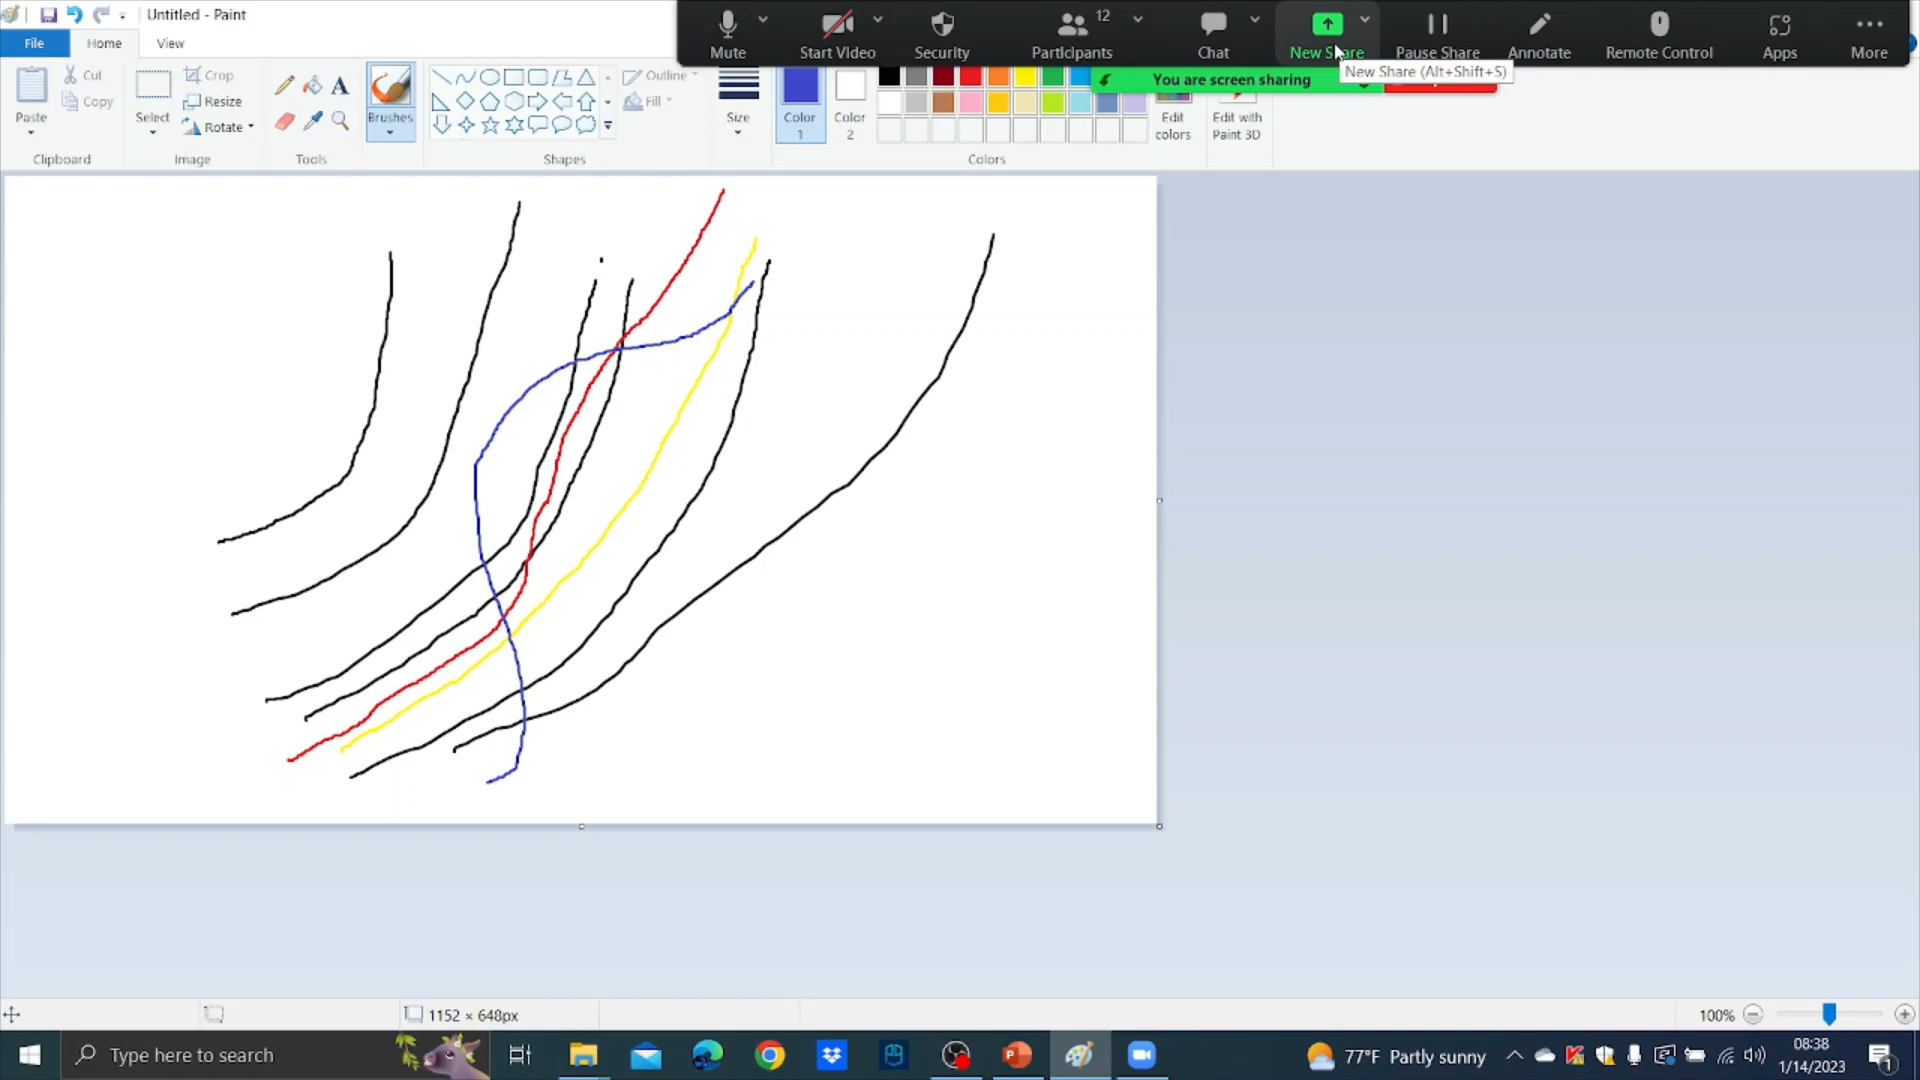 Untitled - Paint
File
Home
View
Mute
Start Video
Security
Participants
12
Chat
New Share
Pause Share
Annotate
Remote Control
Apps
More
New Share (Alt+Shift+S)
You are screen sharing
Paste
Cut
Copy
Clipboard
Select
Crop
Resize
Rotate
Image
A
Tools
Brushes
Outline
Fill
Shapes
Size
Color
1
Color
2
Colors
Edit
colors
Edit with
Paint 3D
1152 × 648px
100%
Type here to search
77°F Partly sunny
08:38
1/14/2023
1